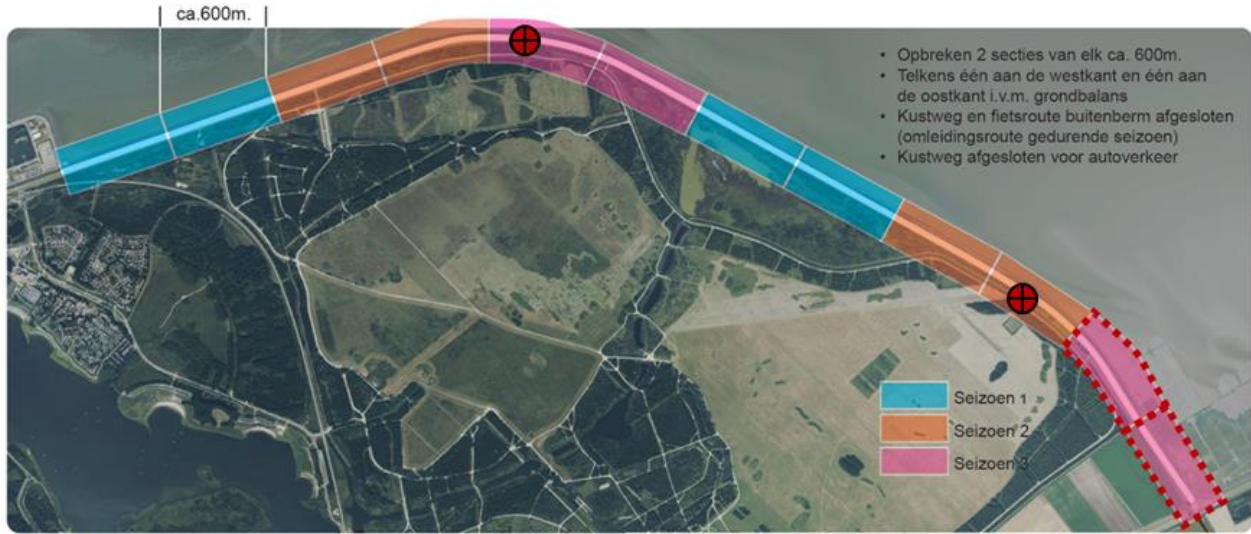 ca.600m.
• Opbreken 2 secties van elk ca. 600m.
• Telkens één aan de westkant en één aan
de oostkant i.v.m. grondbalans
• Kustweg en fietsroute buitenberm afgesloten
(omleidingsroute gedurende seizoen)
• Kustweg afgesloten voor autoverkeer
Seizoen 1
Seizoen 2
Seizoen 3